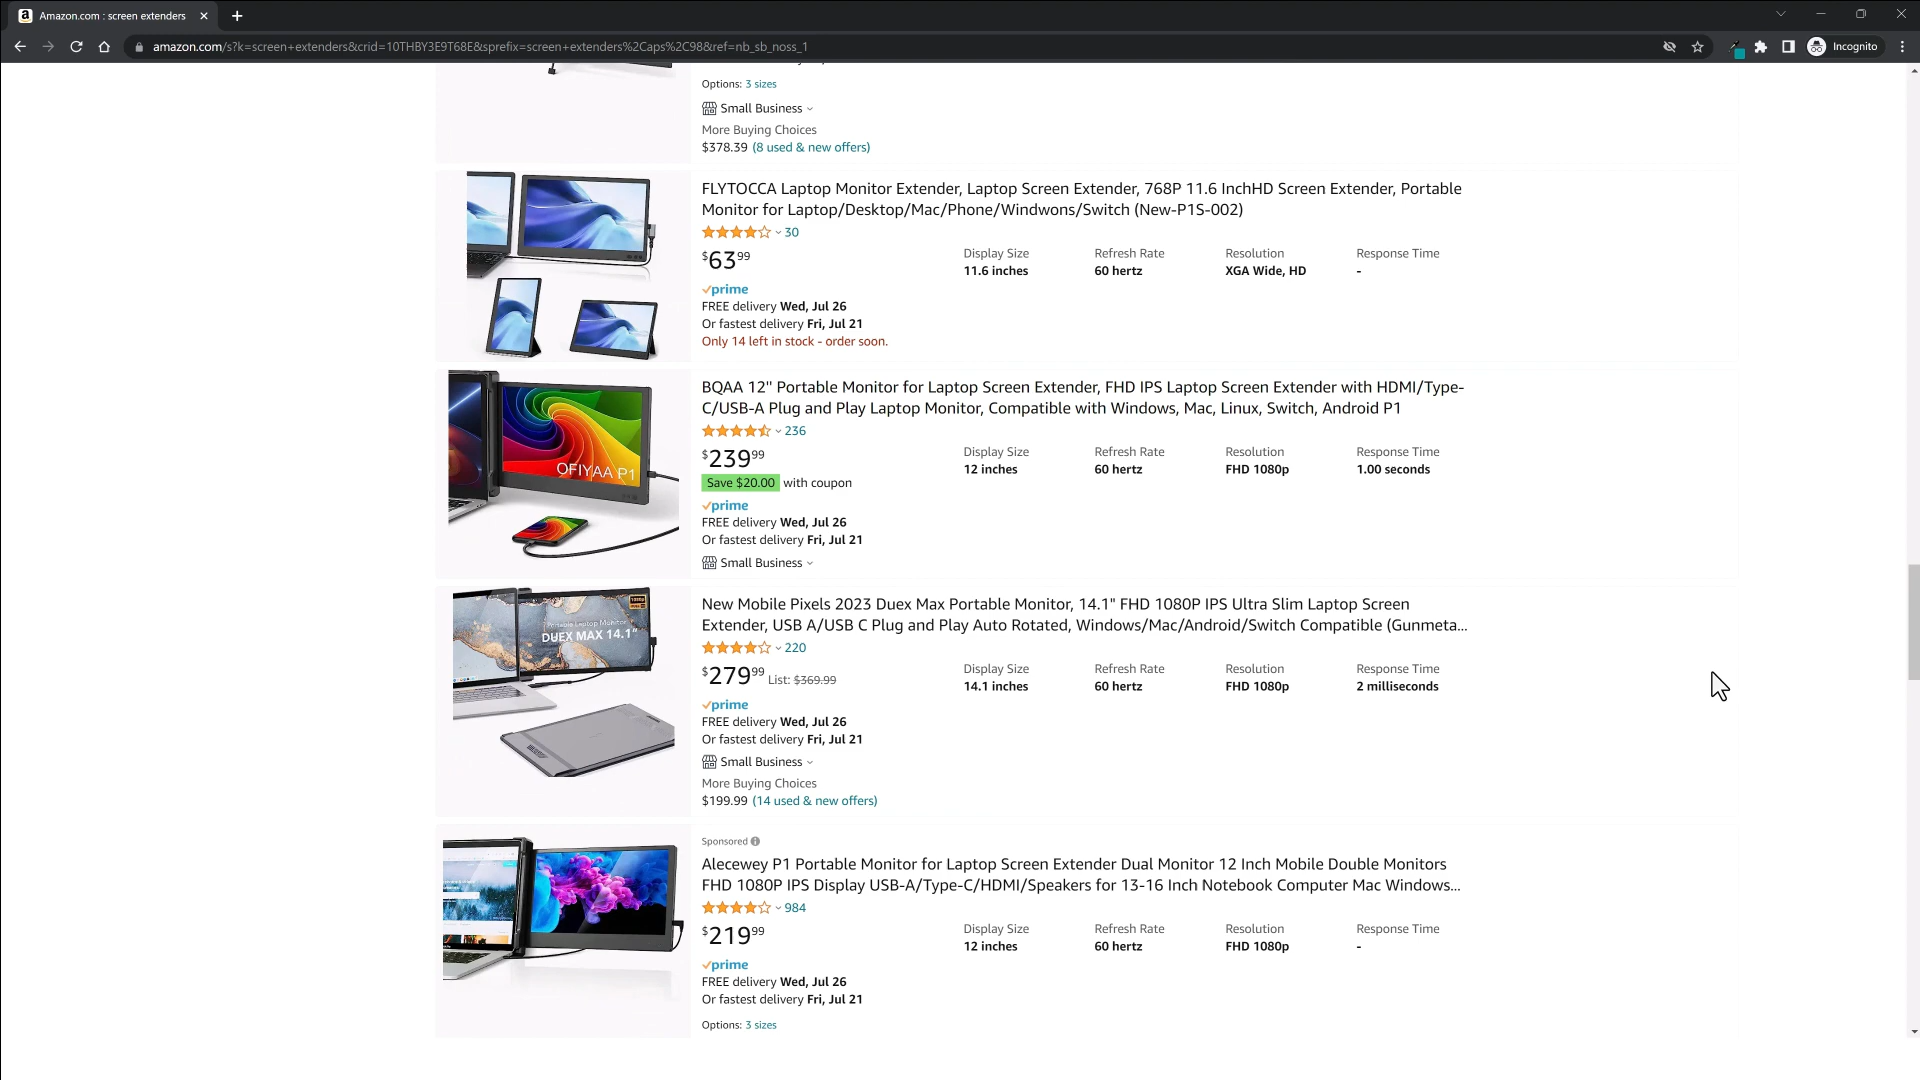 Amazon.com : screen extenders
amazon.com/s?k=screen+extenders&crid=10THBY3E9T68E&sprefix=screen+extenders%2Caps%2C98&ref=nb_sb_noss_1
Incognito
Options: 3 sizes
Small Business
More Buying Choices
$378.39 (8 used & new offers)
FLYTOCCA Laptop Monitor Extender, Laptop Screen Extender, 768P 11.6 InchHD Screen Extender, Portable
Monitor for Laptop/Desktop/Mac/Phone/Windwons/Switch (New-P1S-002)
30
$63.99
Display Size Refresh Rate Resolution Response Time
11.6 inches 60 hertz XGA Wide, HD -
prime
FREE delivery Wed, Jul 26
Or fastest delivery Fri, Jul 21
Only 14 left in stock - order soon.
OFIYAA P1
BQAA 12" Portable Monitor for Laptop Screen Extender, FHD IPS Laptop Screen Extender with HDMI/Type-
C/USB-A Plug and Play Laptop Monitor, Compatible with Windows, Mac, Linux, Switch, Android P1
236
$239.99
Display Size Refresh Rate Resolution Response Time
12 inches 60 hertz FHD 1080p 1.00 seconds
Save $20.00 with coupon
prime
FREE delivery Wed, Jul 26
Or fastest delivery Fri, Jul 21
Small Business
Portable Laptop Monitor
DUEX MAX 14.1"
New Mobile Pixels 2023 Duex Max Portable Monitor, 14.1" FHD 1080P IPS Ultra Slim Laptop Screen
Extender, USB A/USB C Plug and Play Auto Rotated, Windows/Mac/Android/Switch Compatible (Gunmeta...
220
$279.99 List: $369.99
Display Size Refresh Rate Resolution Response Time
14.1 inches 60 hertz FHD 1080p 2 milliseconds
prime
FREE delivery Wed, Jul 26
Or fastest delivery Fri, Jul 21
Small Business
More Buying Choices
$199.99 (14 used & new offers)
Sponsored
Alecewey P1 Portable Monitor for Laptop Screen Extender Dual Monitor 12 Inch Mobile Double Monitors
FHD 1080P IPS Display USB-A/Type-C/HDMI/Speakers for 13-16 Inch Notebook Computer Mac Windows...
984
$219.99
Display Size Refresh Rate Resolution Response Time
12 inches 60 hertz FHD 1080p -
prime
FREE delivery Wed, Jul 26
Or fastest delivery Fri, Jul 21
Options: 3 sizes